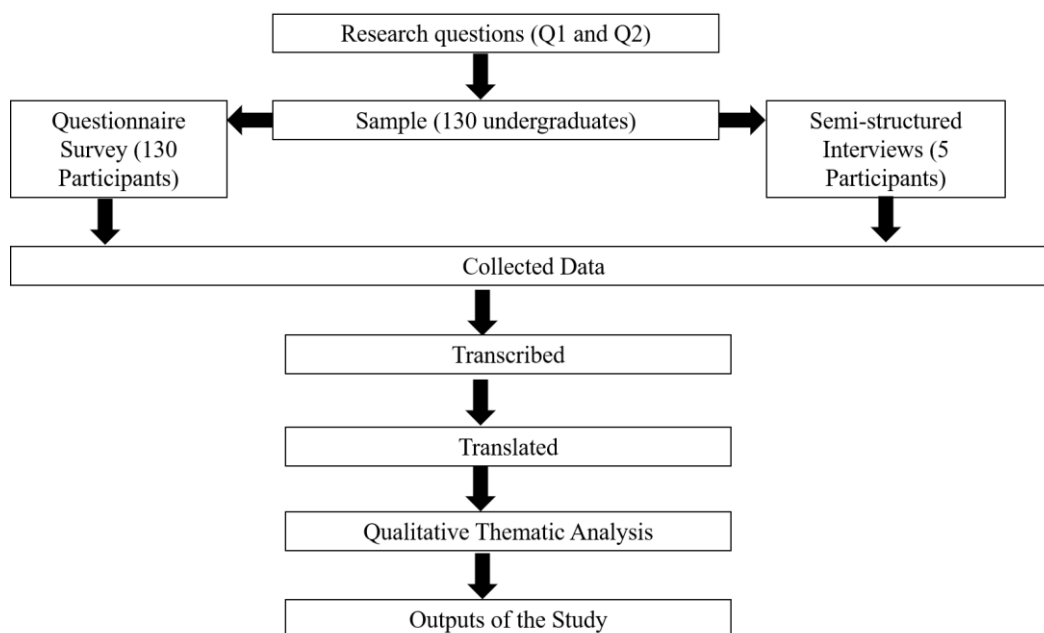 Research questions (Q1 and Q2)
Questionnaire
Survey (130
Participants)
Sample (130 undergraduates)
Semi-structured
Interviews (5
Participants)
Collected Data
Transcribed
Translated
Qualitative Thematic Analysis
Outputs of the Study